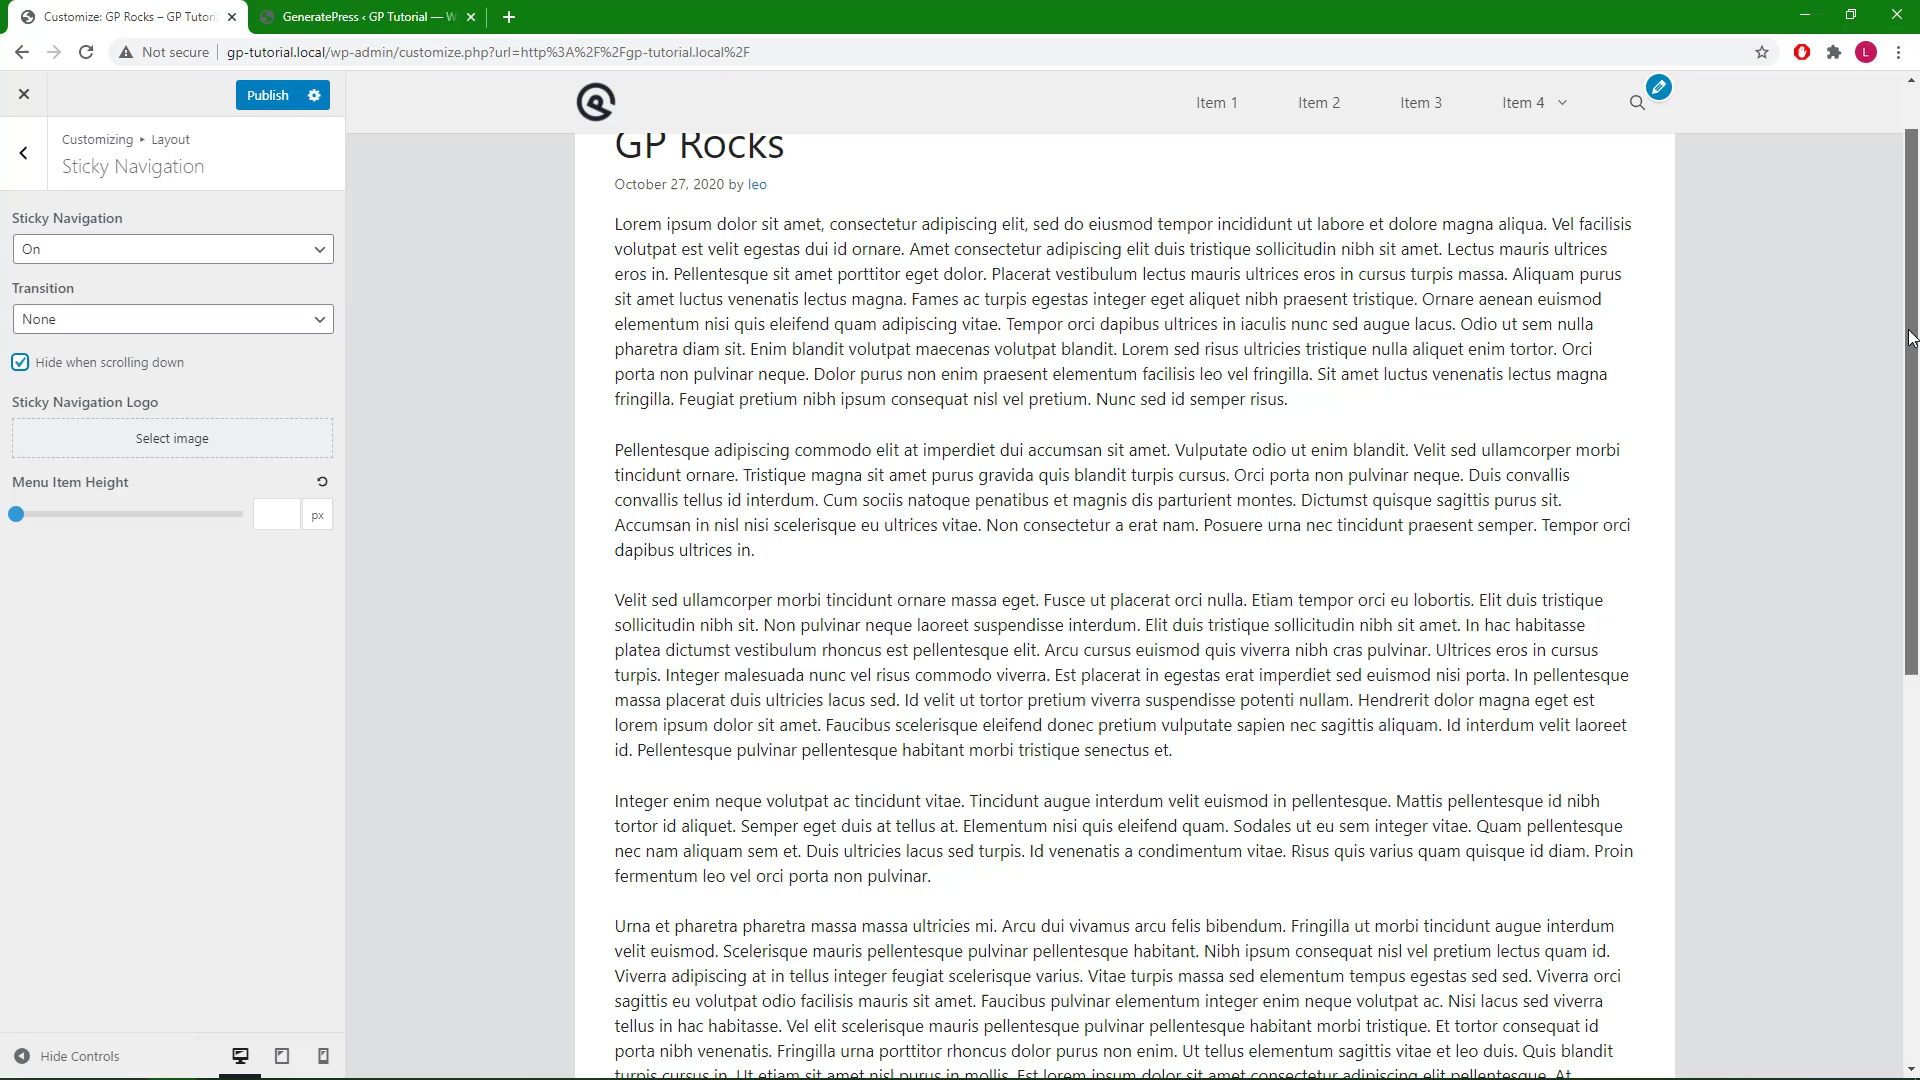 Customize: GP Rocks – GP Tutori
GeneratePress ‹ GP Tutorial — W
Not secure
gp-tutorial.local/wp-admin/customize.php?url=http%3A%2F%2Fgp-tutorial.local%2F
L
Publish
Customizing ▸ Layout
Sticky Navigation
Sticky Navigation
On
Transition
None
Hide when scrolling down
Sticky Navigation Logo
Select image
Menu Item Height
px
Hide Controls
Item 1
Item 2
Item 3
Item 4
GP Rocks
October 27, 2020 by leo
Lorem ipsum dolor sit amet, consectetur adipiscing elit, sed do eiusmod tempor incididunt ut labore et dolore magna aliqua. Vel facilisis
volutpat est velit egestas dui id ornare. Amet consectetur adipiscing elit duis tristique sollicitudin nibh sit amet. Lectus mauris ultrices
eros in. Pellentesque sit amet porttitor eget dolor. Placerat vestibulum lectus mauris ultrices eros in cursus turpis massa. Aliquam purus
sit amet luctus venenatis lectus magna. Fames ac turpis egestas integer eget aliquet nibh praesent tristique. Ornare aenean euismod
elementum nisi quis eleifend quam adipiscing vitae. Tempor orci dapibus ultrices in iaculis nunc sed augue lacus. Odio ut sem nulla
pharetra diam sit. Enim blandit volutpat maecenas volutpat blandit. Lorem sed risus ultricies tristique nulla aliquet enim tortor. Orci
porta non pulvinar neque. Dolor purus non enim praesent elementum facilisis leo vel fringilla. Sit amet luctus venenatis lectus magna
fringilla. Feugiat pretium nibh ipsum consequat nisl vel pretium. Nunc sed id semper risus.
Pellentesque adipiscing commodo elit at imperdiet dui accumsan sit amet. Vulputate odio ut enim blandit. Velit sed ullamcorper morbi
tincidunt ornare. Tristique magna sit amet purus gravida quis blandit turpis cursus. Orci porta non pulvinar neque. Duis convallis
convallis tellus id interdum. Cum sociis natoque penatibus et magnis dis parturient montes. Dictumst quisque sagittis purus sit.
Accumsan in nisl nisi scelerisque eu ultrices vitae. Non consectetur a erat nam. Posuere urna nec tincidunt praesent semper. Tempor orci
dapibus ultrices in.
Velit sed ullamcorper morbi tincidunt ornare massa eget. Fusce ut placerat orci nulla. Etiam tempor orci eu lobortis. Elit duis tristique
sollicitudin nibh sit. Non pulvinar neque laoreet suspendisse interdum. Elit duis tristique sollicitudin nibh sit amet. In hac habitasse
platea dictumst vestibulum rhoncus est pellentesque elit. Arcu cursus euismod quis viverra nibh cras pulvinar. Ultrices eros in cursus
turpis. Integer malesuada nunc vel risus commodo viverra. Est placerat in egestas erat imperdiet sed euismod nisi porta. In pellentesque
massa placerat duis ultricies lacus sed. Id velit ut tortor pretium viverra suspendisse potenti nullam. Hendrerit dolor magna eget est
lorem ipsum dolor sit amet. Faucibus scelerisque eleifend donec pretium vulputate sapien nec sagittis aliquam. Id interdum velit laoreet
id. Pellentesque pulvinar pellentesque habitant morbi tristique senectus et.
Integer enim neque volutpat ac tincidunt vitae. Tincidunt augue interdum velit euismod in pellentesque. Mattis pellentesque id nibh
tortor id aliquet. Semper eget duis at tellus at. Elementum nisi quis eleifend quam. Sodales ut eu sem integer vitae. Quam pellentesque
nec nam aliquam sem et. Duis ultricies lacus sed turpis. Id venenatis a condimentum vitae. Risus quis varius quam quisque id diam. Proin
fermentum leo vel orci porta non pulvinar.
Urna et pharetra pharetra massa massa ultricies mi. Arcu dui vivamus arcu felis bibendum. Fringilla ut morbi tincidunt augue interdum
velit euismod. Scelerisque mauris pellentesque pulvinar pellentesque habitant. Nibh ipsum consequat nisl vel pretium lectus quam id.
Viverra adipiscing at in tellus integer feugiat scelerisque varius. Vitae turpis massa sed elementum tempus egestas sed sed. Viverra orci
sagittis eu volutpat odio facilisis mauris sit amet. Faucibus pulvinar elementum integer enim neque volutpat ac. Nisi lacus sed viverra
tellus in hac habitasse. Vel elit scelerisque mauris pellentesque pulvinar pellentesque habitant morbi tristique. Et tortor consequat id
porta nibh venenatis. Fringilla urna porttitor rhoncus dolor purus non enim. Ut tellus elementum sagittis vitae et leo duis. Quis blandit
turpis cursus in. Ut etiam sit amet nisl purus in mollis. Est lorem ipsum dolor sit amet consectetur adipiscing elit pellentesque. At